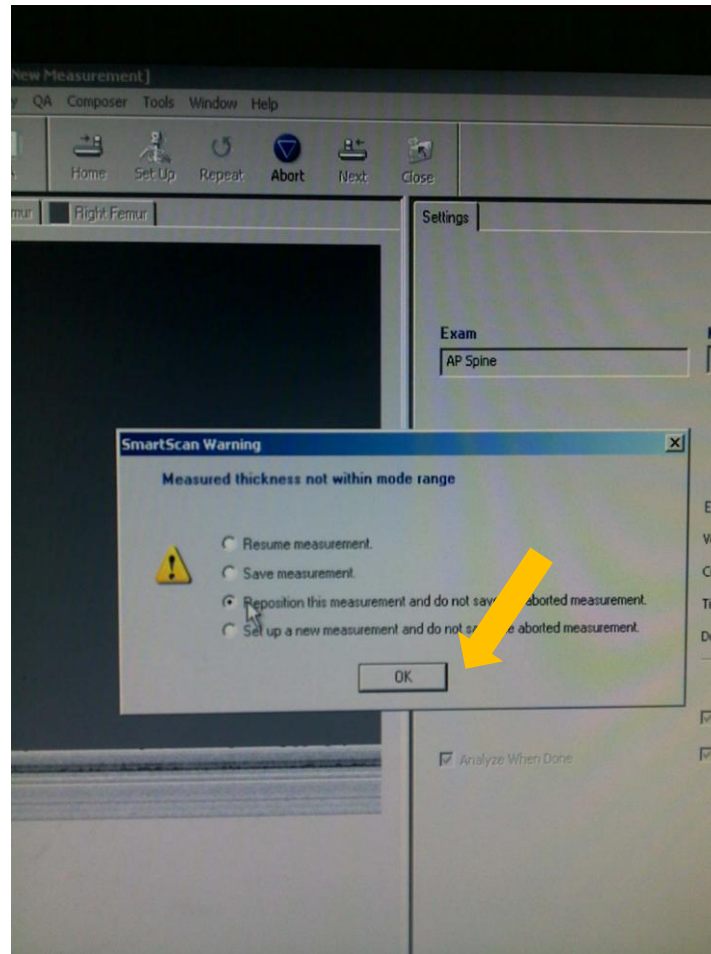 New Measurement]
QA Composer Tools Window Help
Home Set Up Repeat Abort Next Close
Right Femur
Settings
Exam
AP Spine
SmartScan Warning
Measured thickness not within mode range
Resume measurement.
Save measurement.
Reposition this measurement and do not save aborted measurement.
Set up a new measurement and do not aborted measurement.
OK
Analyze When Done